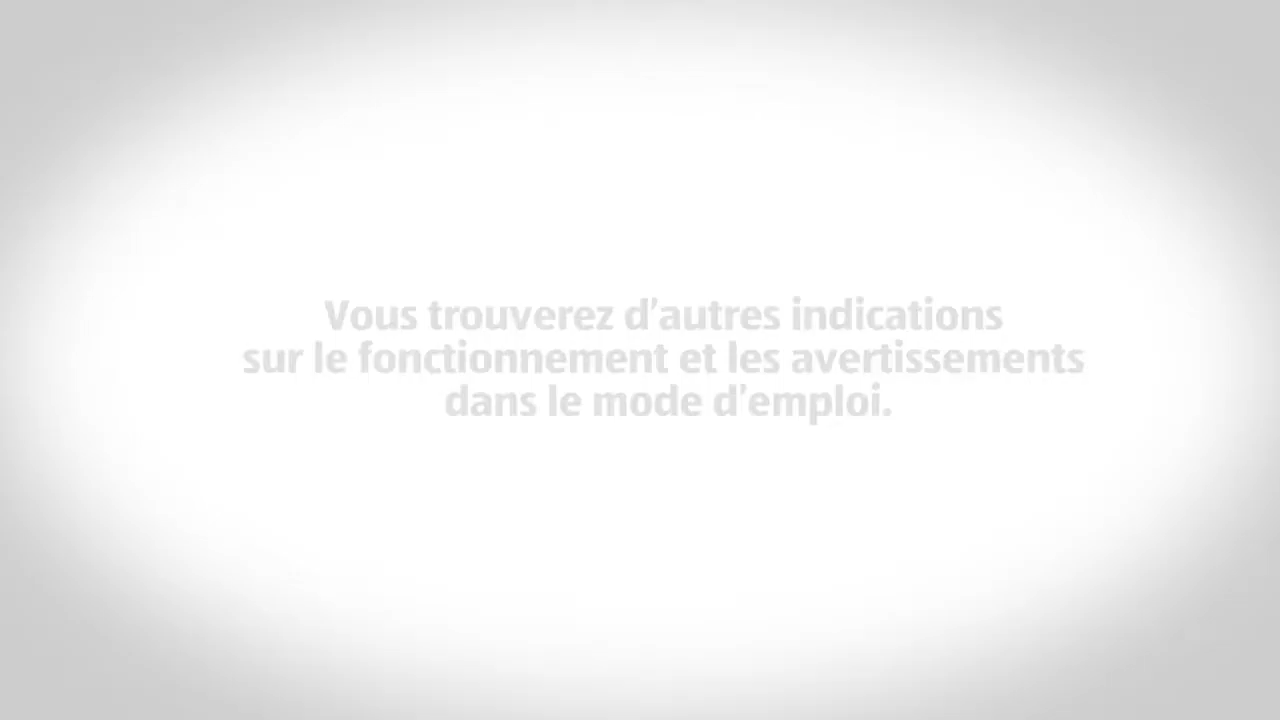 Vous trouverez d’autres indications
sur le fonctionnement et les avertissements
dans le mode d’emploi.